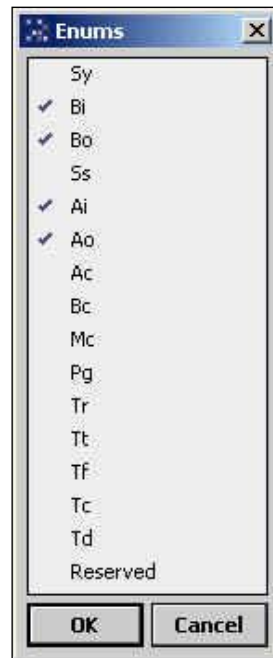 Enums
Sy
Bi
Bo
Ss
Ai
Ao
Ac
Bc
Mc
Pg
Tr
Tt
Tf
Tc
Td
Reserved
OK Cancel